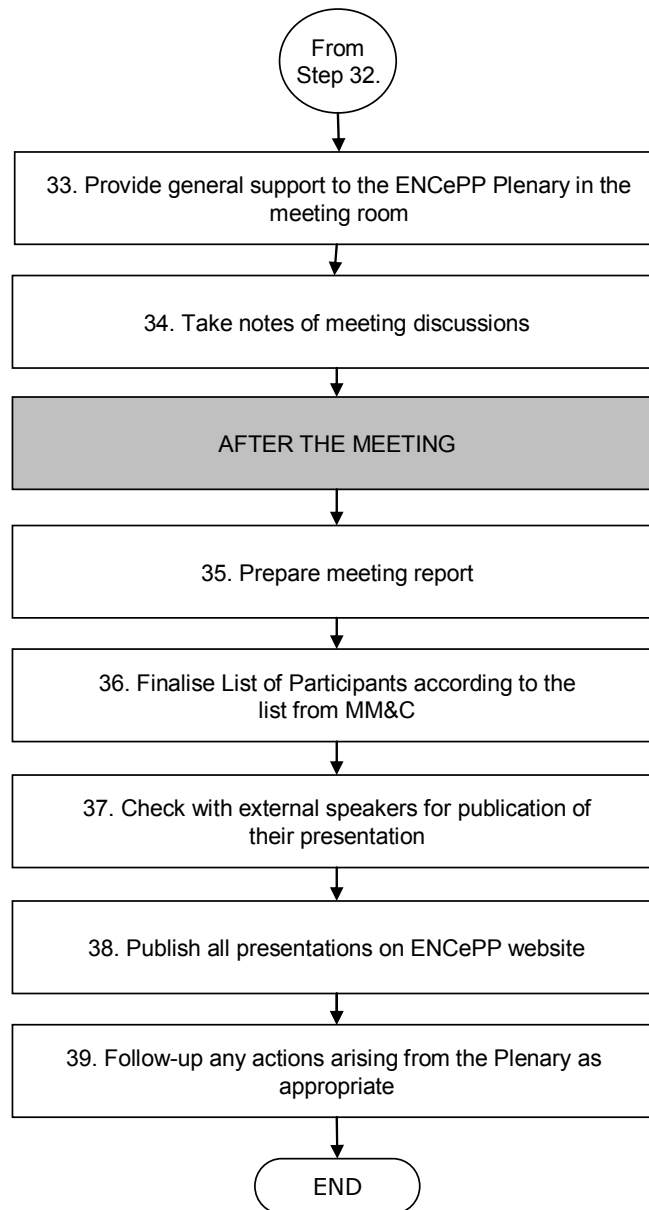 From
Step 32.
33. Provide general support to the ENCePP Plenary in the
meeting room
34. Take notes of meeting discussions
AFTER THE MEETING
35. Prepare meeting report
36. Finalise List of Participants according to the
list from MM&C
37. Check with external speakers for publication of
their presentation
38. Publish all presentations on ENCePP website
39. Follow-up any actions arising from the Plenary as
appropriate
END